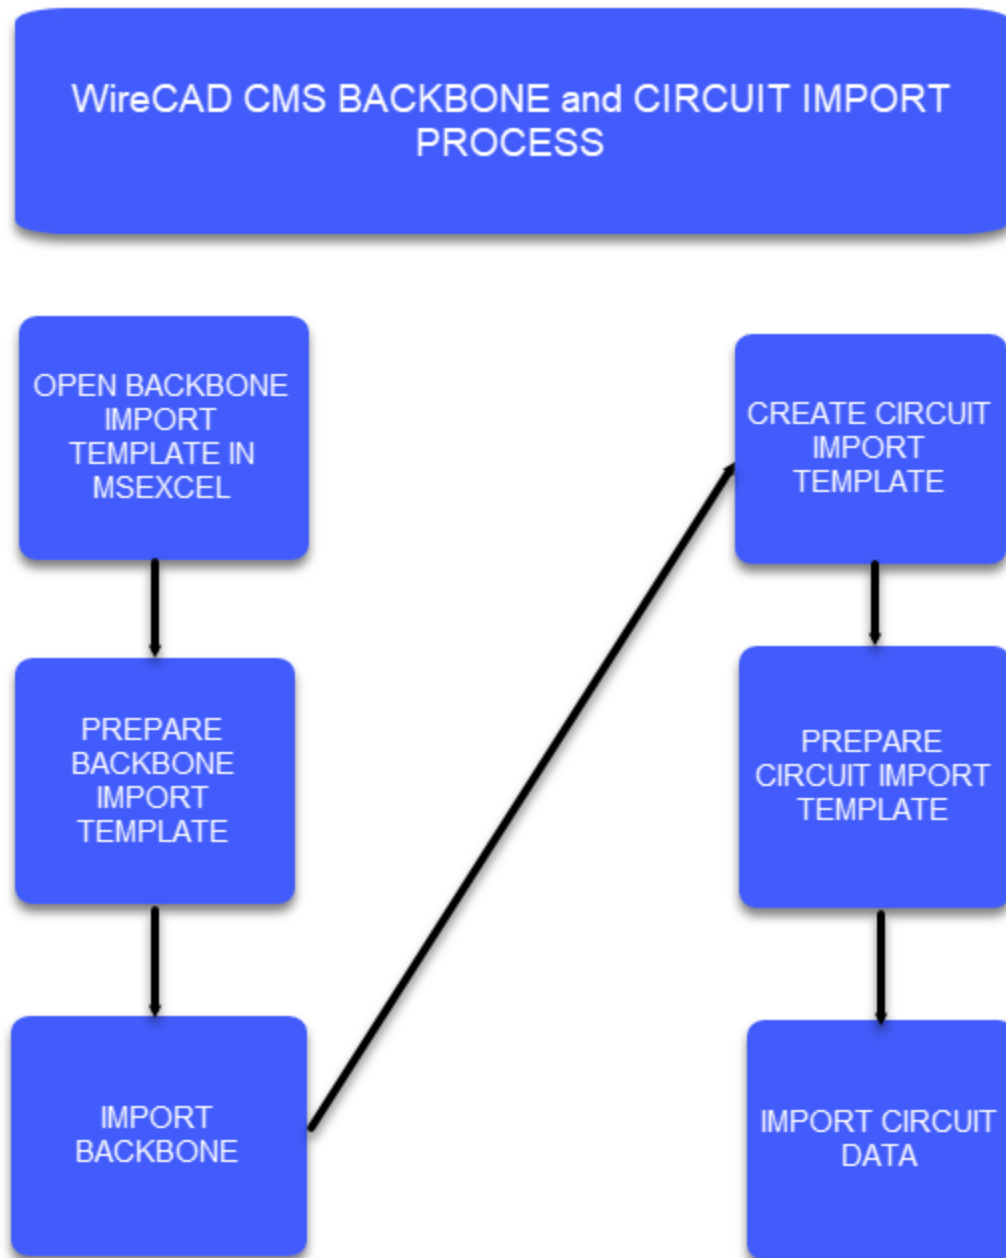 WireCAD CMS BACKBONE and CIRCUIT IMPORT
PROCESS
OPEN BACKBONE
IMPORT
TEMPLATE IN
MSEXCEL
PREPARE
BACKBONE
IMPORT
TEMPLATE
IMPORT
BACKBONE
CREATE CIRCUIT
IMPORT
TEMPLATE
PREPARE
CIRCUIT IMPORT
TEMPLATE
IMPORT CIRCUIT
DATA